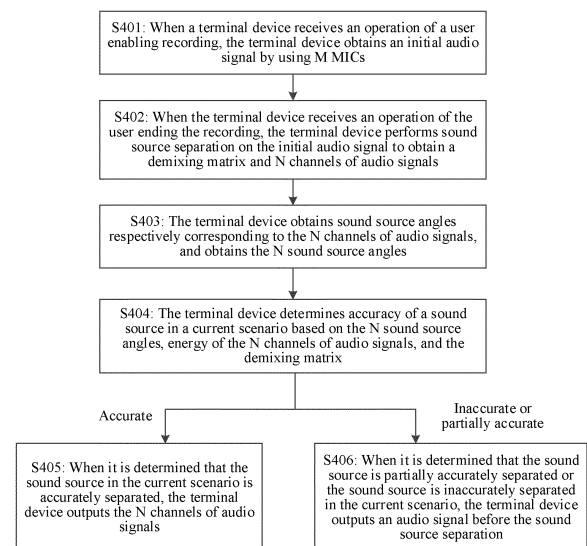 S401: When a terminal device receives an operation of a user
enabling recording, the terminal device obtains an initial audio
signal by using M MICs
S402: When the terminal device receives an operation of the
user ending the recording, the terminal device performs sound
source separation on the initial audio signal to obtain a
demixing matrix and N channels of audio signals
S403: The terminal device obtains sound source angles
respectively corresponding to the N channels of audio signals,
and obtains the N sound source angles
S404: The terminal device determines accuracy of a sound
source in a current scenario based on the N sound source
angles, energy of the N channels of audio signals, and the
demixing matrix
Accurate
Inaccurate or
partially accurate
S405: When it is determined that the
sound source in the current scenario is
accurately separated, the terminal
device outputs the N channels of audio
signals
S406: When it is determined that the sound
source is partially accurately separated or
the sound source is inaccurately separated
in the current scenario, the terminal device
outputs an audio signal before the sound
source separation